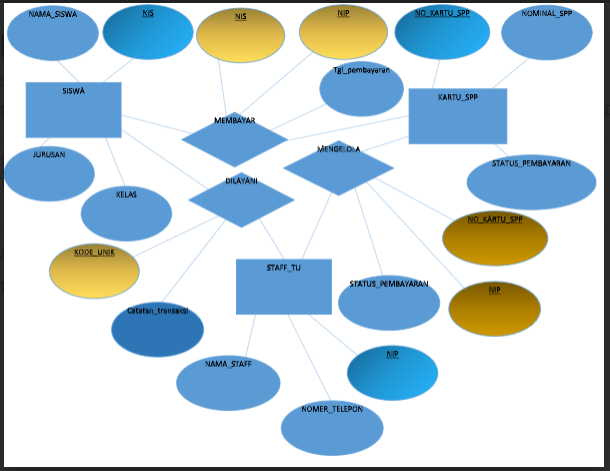 NAMA_SISWA
NIS
NIS
NIP
NO_KARTU_SPP
NOMINAL_SPP
Tgl_pembayaran
SISWA
KARTU_SPP
MEMBAYAR
MENGELOLA
JURUSAN
STATUS_PEMBAYARAN
DILAYANI
KELAS
NO_KARTU_SPP
KODE_UNIK
STAFF_TU
STATUS_PEMBAYARAN
NIP
Catatan_transaksi
NIP
NAMA_STAFF
NOMER_TELEPON